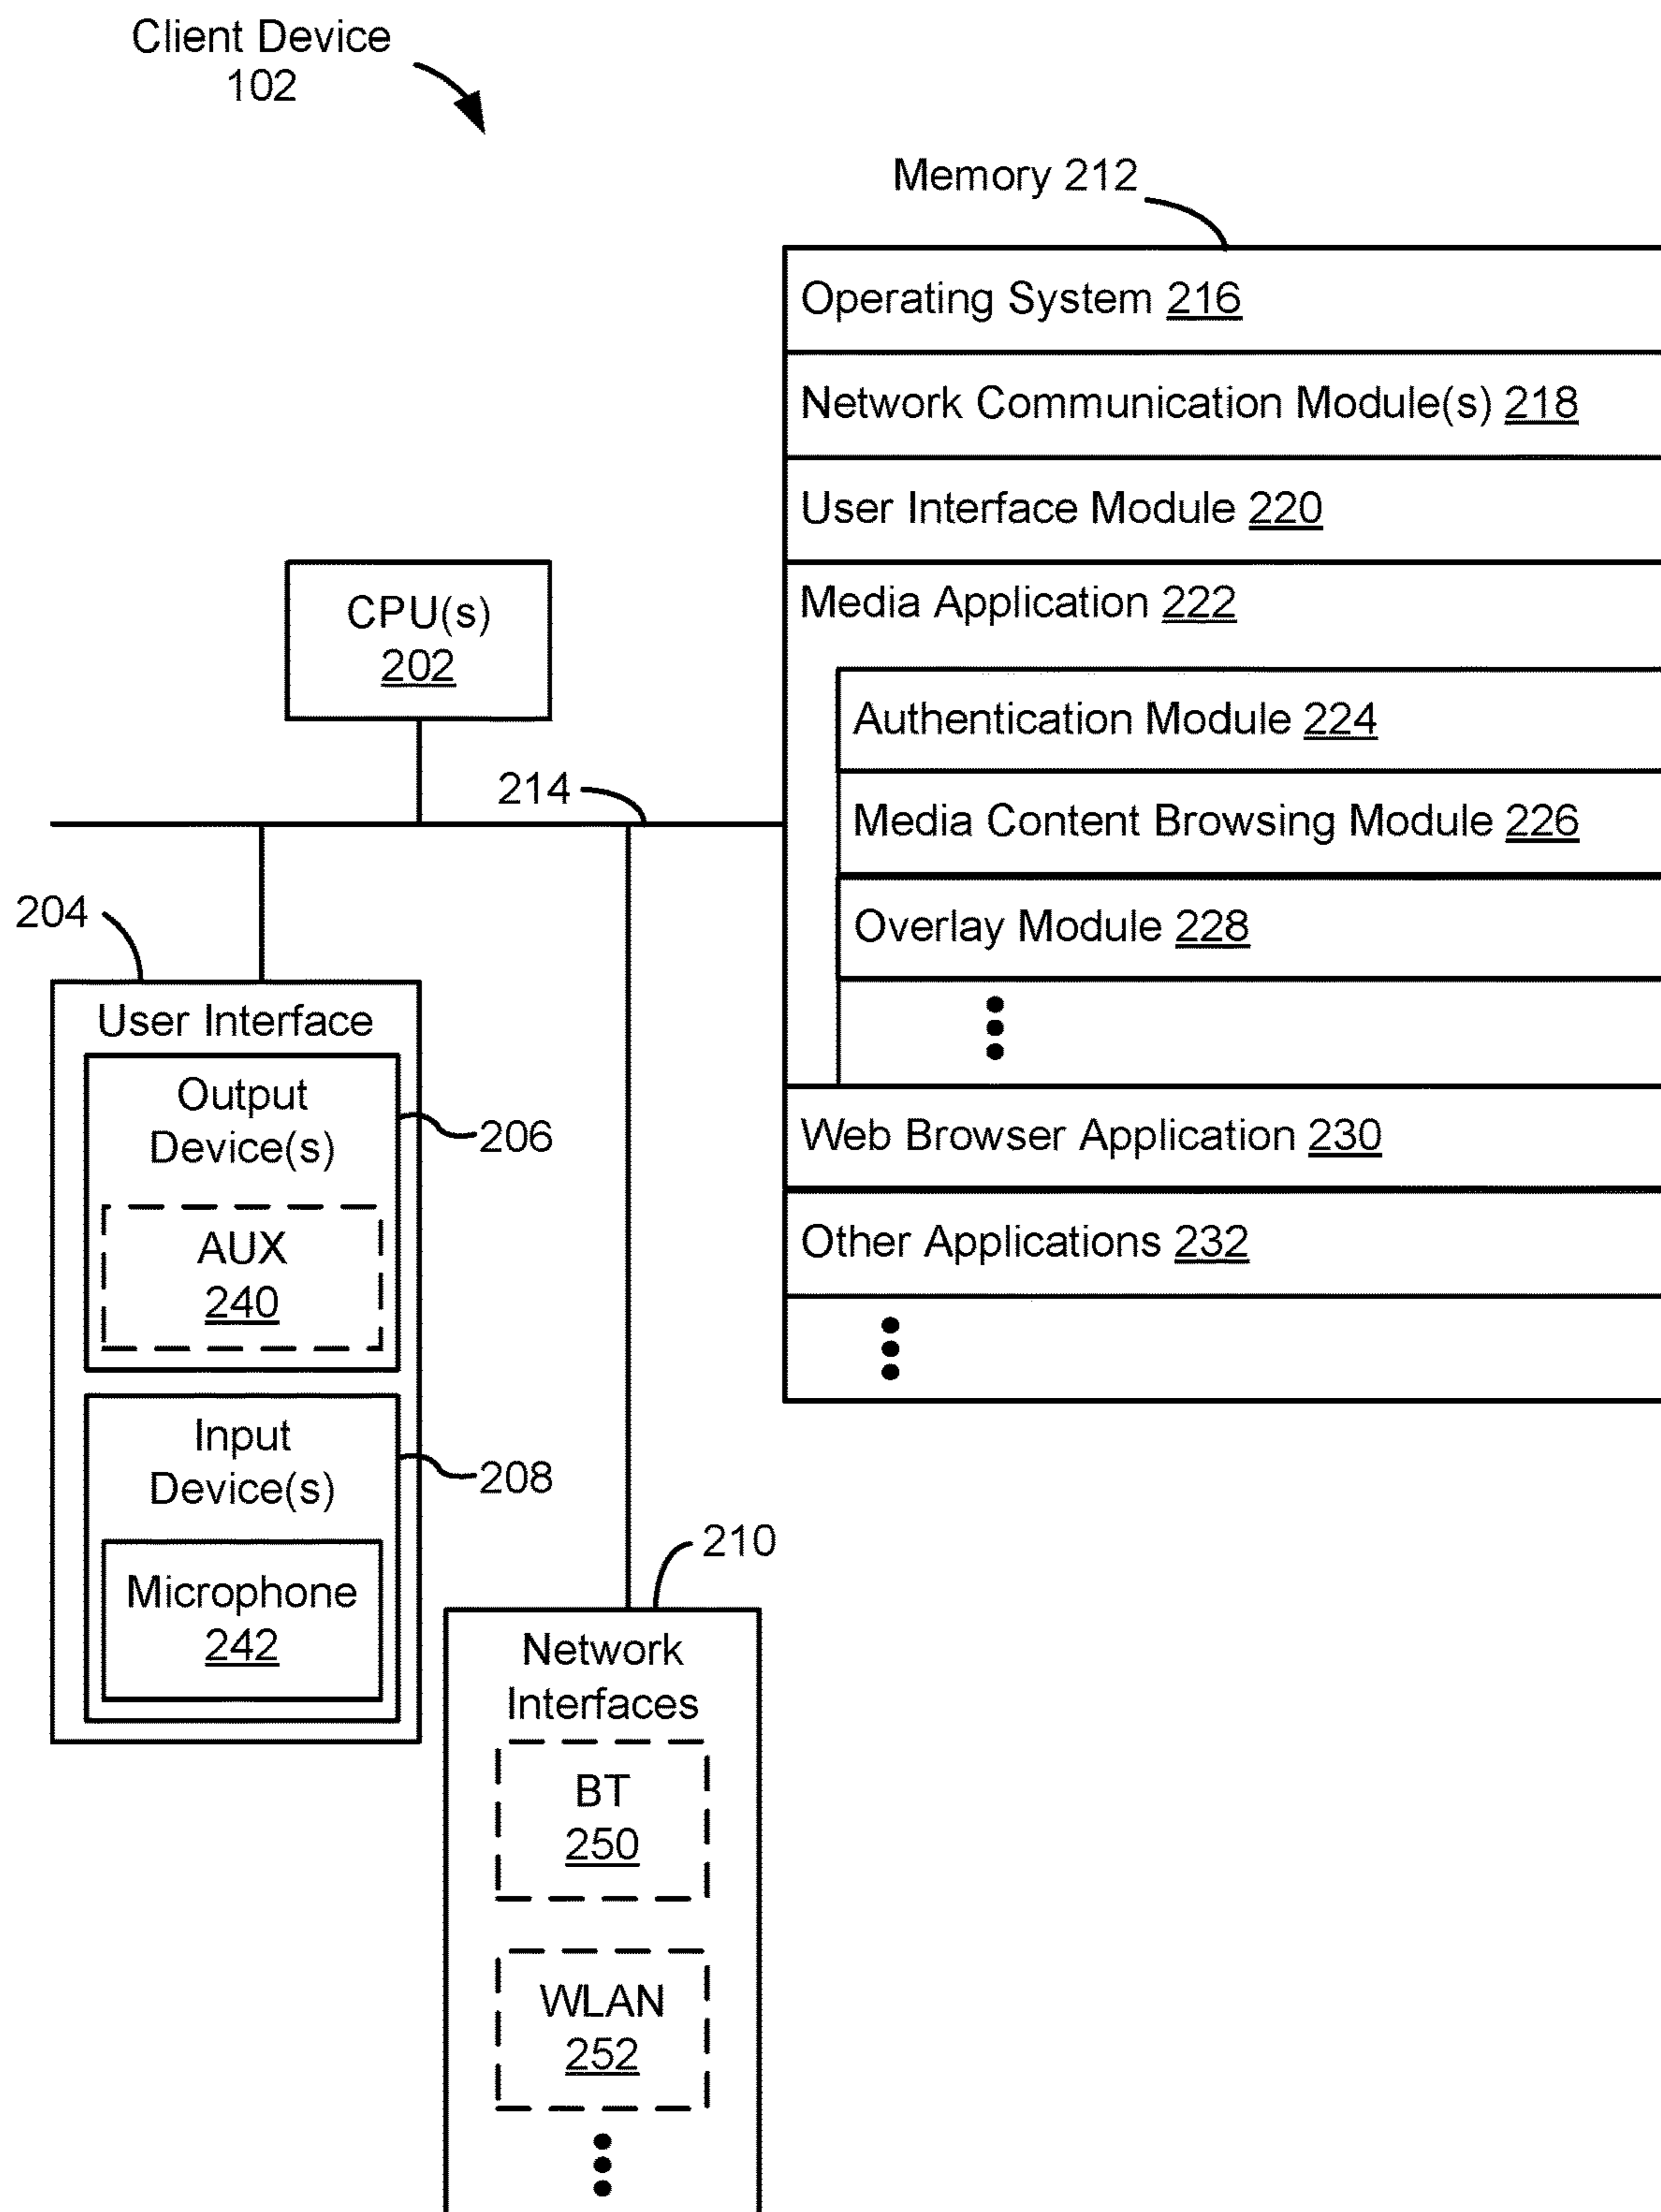 Client Device
102
Memory 212
Operating System 216
Network Communication Module(s) 218
User Interface Module 220
Media Application 222
Authentication Module 224
Media Content Browsing Module 226
Overlay Module 228
Web Browser Application 230
Other Applications 232
CPU(s)
202
214
204
User Interface
Output
Device(s)
206
AUX
240
Input
Device(s)
208
Microphone
242
210
Network
Interfaces
BT
250
WLAN
252